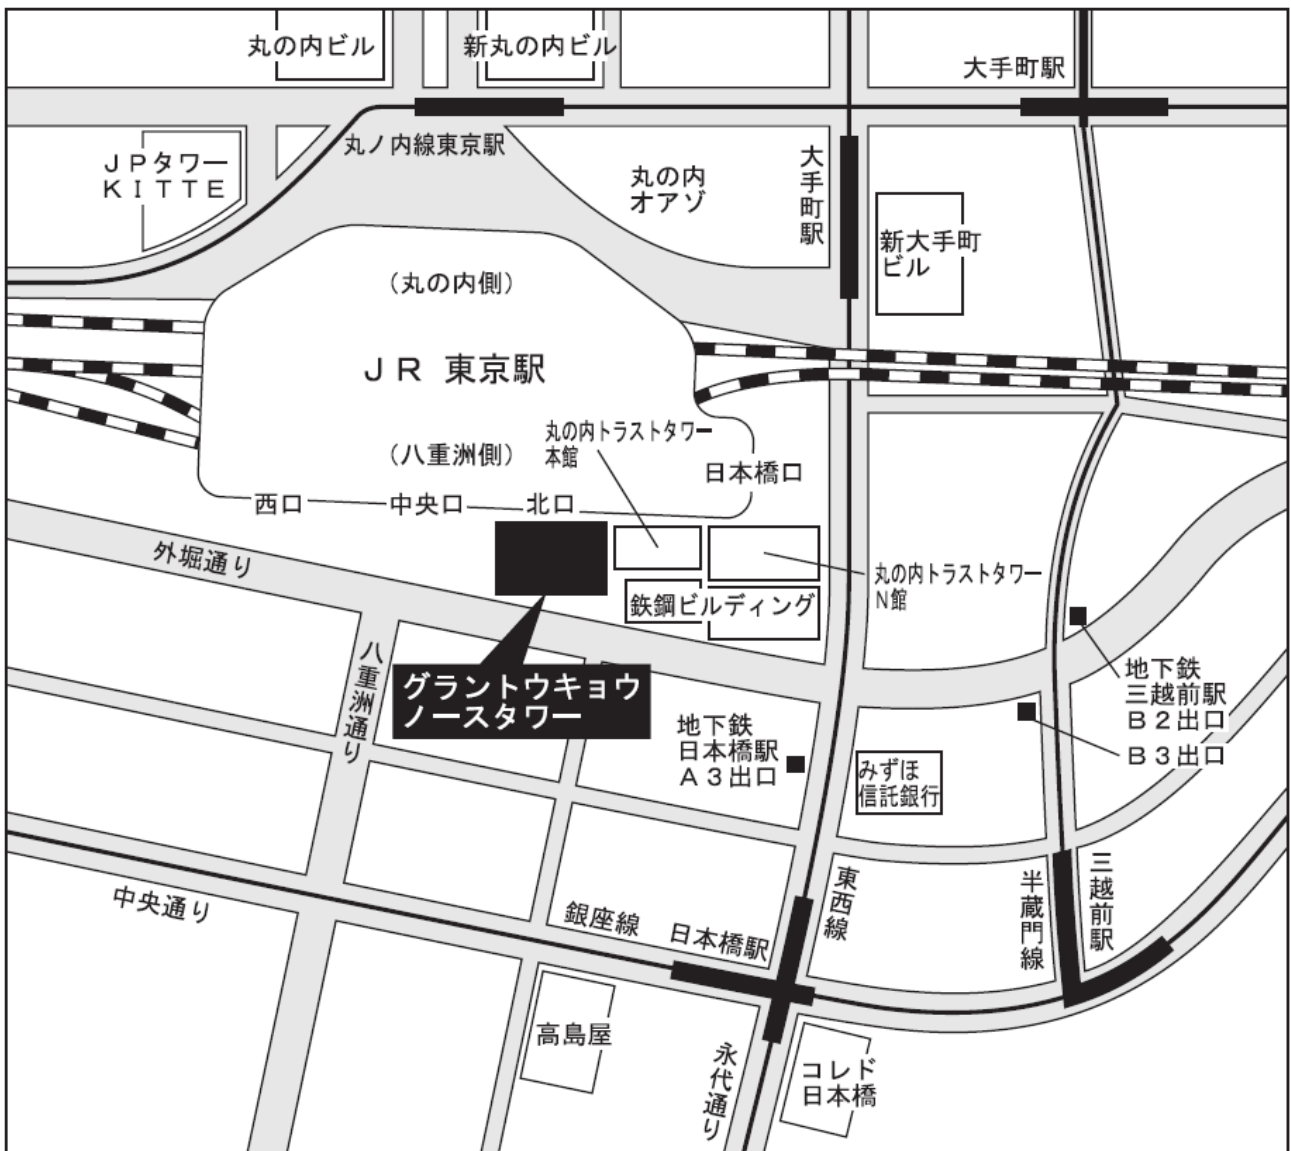 丸の内ビル
新丸の内ビル
大手町駅
丸ノ内線東京駅
JPタワー
KITTE
丸の内
オアゾ
大手町駅
新大手町
ビル
(丸の内側)
JR 東京駅
(八重洲側)
丸の内トラストタワー
本館
日本橋口
西口
中央口
北口
外堀通り
丸の内トラストタワー
N館
鉄鋼ビルディング
八重洲通り
グラントウキョウ
ノースタワー
地下鉄
三越前駅
B2出口
B3出口
地下鉄
日本橋駅
A3出口
みずほ
信託銀行
東西線
半蔵門線
三越前駅
中央通り
銀座線
日本橋駅
高島屋
永代通り
コレド
日本橋